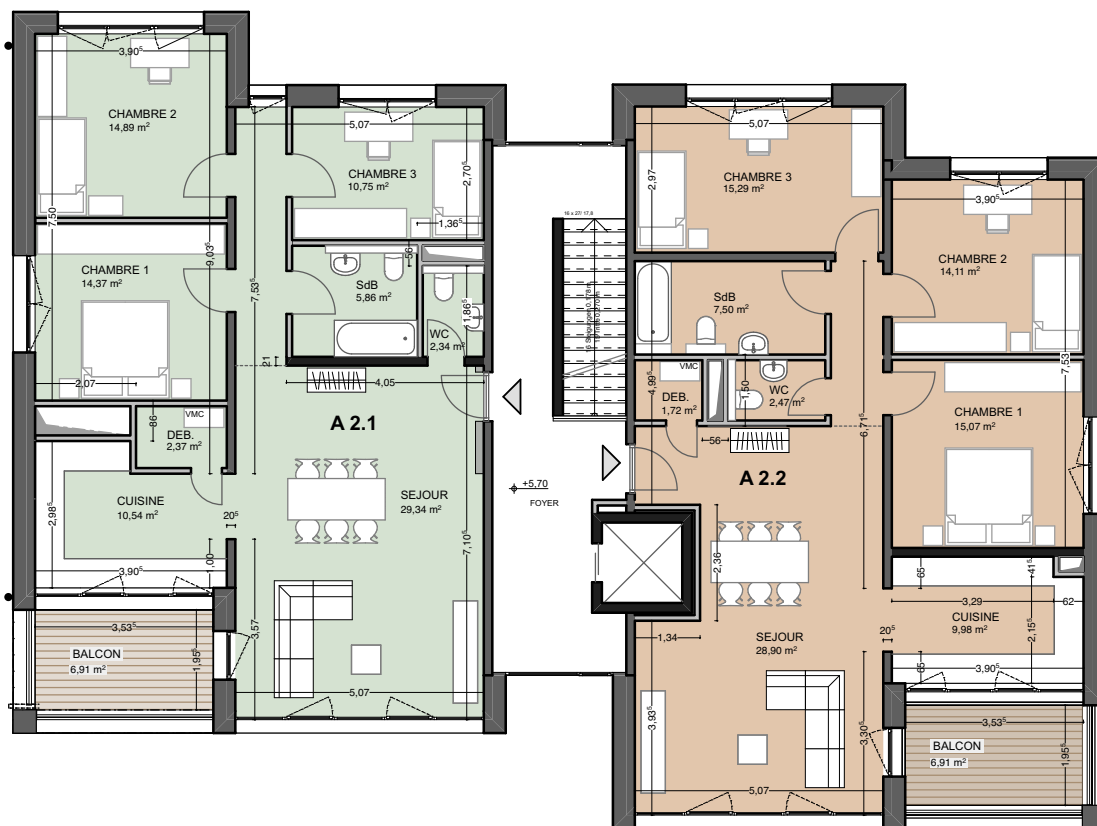 3,90⁵
CHAMBRE 2
14,89 m²
7,50
9,03⁵
CHAMBRE 1
14,37 m²
2,07
86
VMC
DEB.
2,37 m²
CUISINE
10,54 m²
2,98⁵
20⁵
1,00
3,90⁵
3,53⁵
BALCON
6,91 m²
1,95⁵
5,07
CHAMBRE 3
10,75 m²
2,70⁵
1,36⁵
7,53⁵
56
SdB
5,86 m²
WC
2,34 m²
1,86⁵
21
4,05
A 2.1
SEJOUR
29,34 m²
7,10⁵
3,57
5,07
16 x 27/ 17,8
+5,70
FOYER
5,07
CHAMBRE 3
15,29 m²
2,97
3,90⁵
CHAMBRE 2
14,11 m²
SdB
7,50 m²
4,99⁵
VMC
DEB.
1,72 m²
1,50
WC
2,47 m²
56
6,71⁵
7,53
CHAMBRE 1
15,07 m²
A 2.2
2,36
1,34
SEJOUR
28,90 m²
20⁵
65
41⁵
3,29
62
CUISINE
9,98 m²
2,15⁵
65
3,90⁵
3,93⁵
3,30⁵
5,07
3,53⁵
BALCON
6,91 m²
1,95⁵